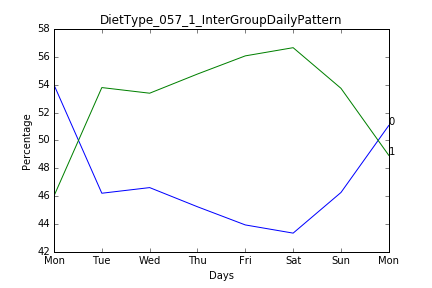 DietType_057_1_InterGroupDailyPattern
58
56
54
52
50
48
46
44
42
Percentage
0
1
Mon Tue Wed Thu Fri Sat Sun Mon
Days